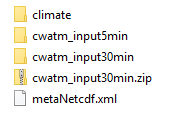 climate
cwatm_input5min
cwatm_input30min
cwatm_input30min.zip
metaNetcdf.xml